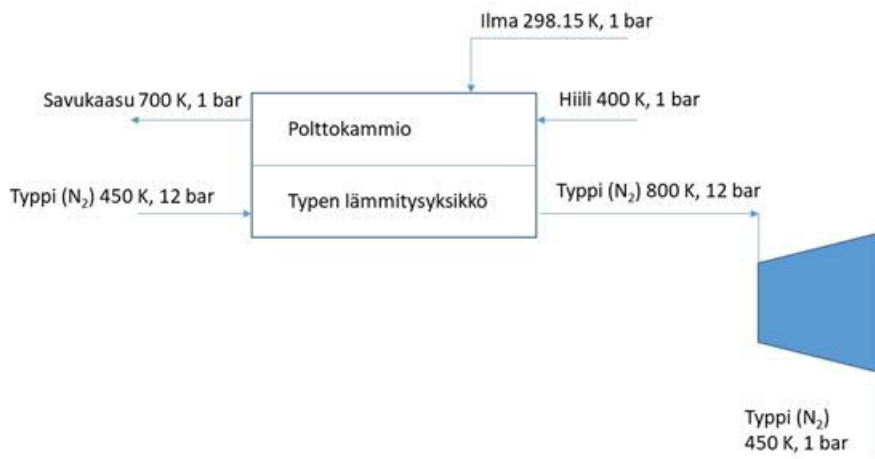 Ilma 298.15 K, 1 bar
Savukaasu 700 K, 1 bar
Hiili 400 K, 1 bar
Polttokammio
Typpi (N₂) 450 K, 12 bar
Typen lämmitysyksikkö
Typpi (N₂) 800 K, 12 bar
Typpi (N₂)
450 K, 1 bar